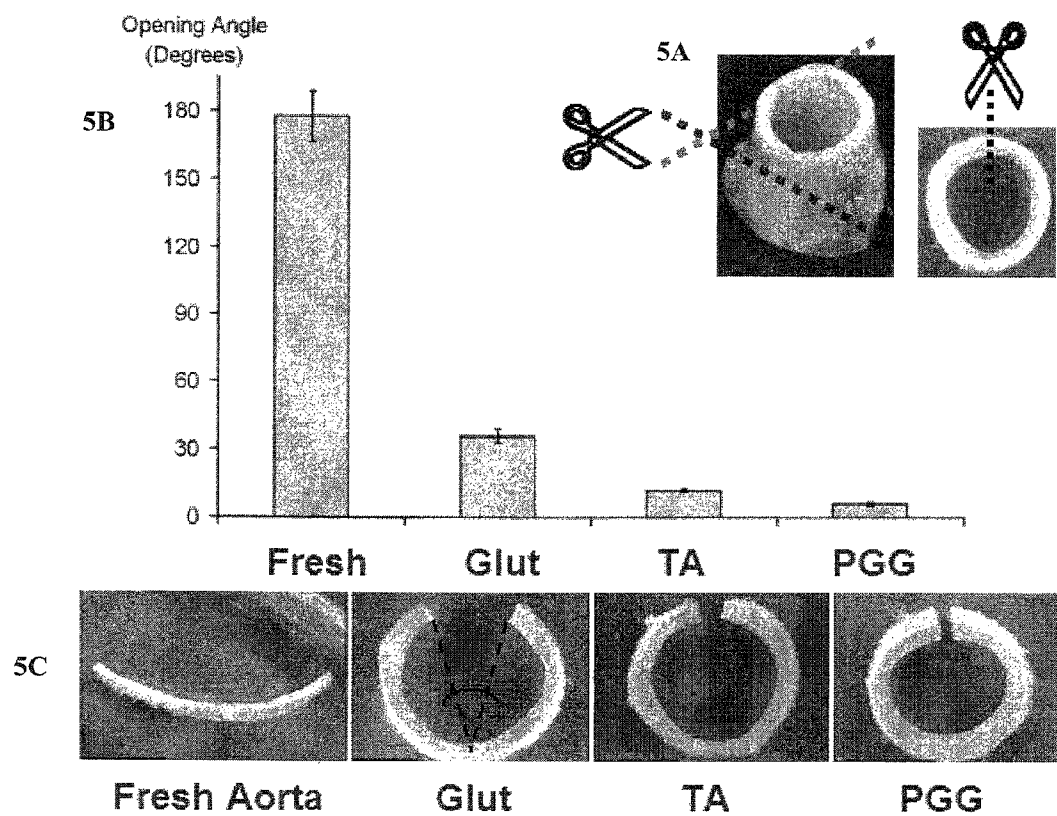 Opening Angle
(Degrees)
5A
5B
180
150
120
90
60
30
0
Fresh
Glut
TA
PGG
5C
Fresh Aorta
Glut
TA
PGG